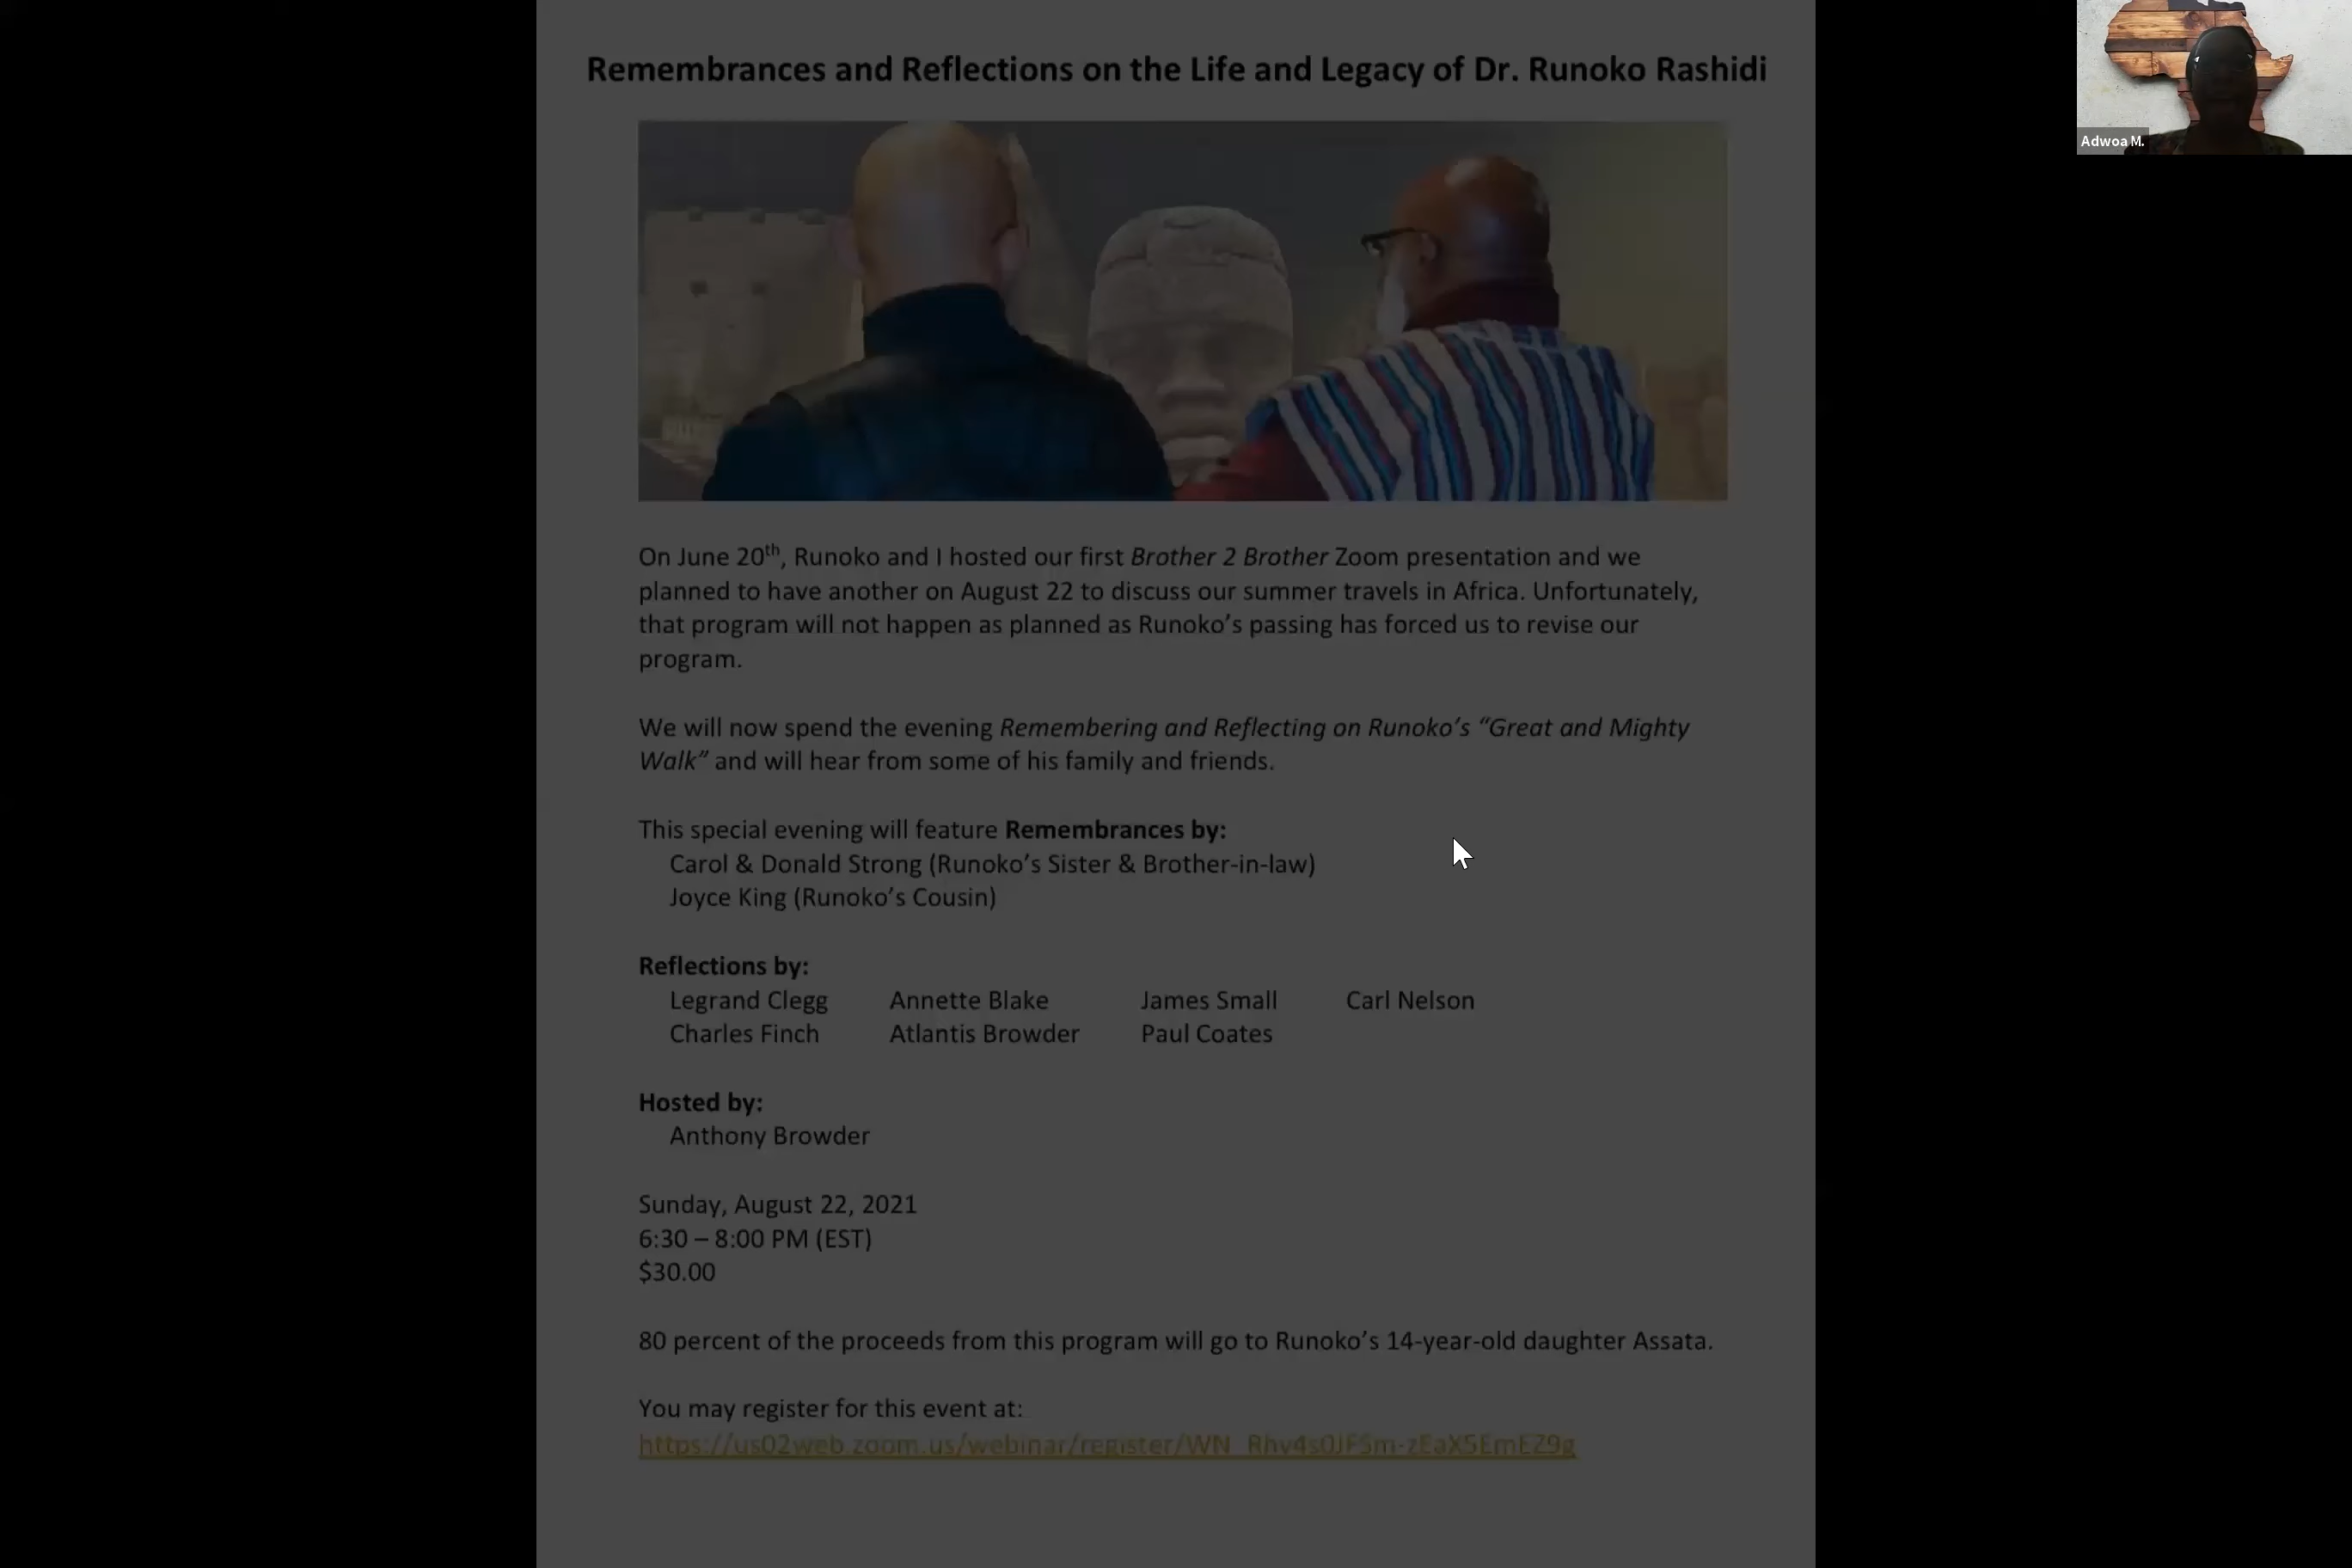 Remembrances and Reflections on the Life and Legacy of Dr. Runoko Rashidi
Adwoa M.
On June 20th, Runoko and I hosted our first Brother 2 Brother Zoom presentation and we
planned to have another on August 22 to discuss our summer travels in Africa. Unfortunately,
that program will not happen as planned as Runoko’s passing has forced us to revise our
program.
We will now spend the evening Remembering and Reflecting on Runoko’s “Great and Mighty
Walk” and will hear from some of his family and friends.
This special evening will feature Remembrances by:
Carol & Donald Strong (Runoko’s Sister & Brother-in-law)
Joyce King (Runoko’s Cousin)
Reflections by:
Legrand Clegg Annette Blake James Small Carl Nelson
Charles Finch Atlantis Browder Paul Coates
Hosted by:
Anthony Browder
Sunday, August 22, 2021
6:30 – 8:00 PM (EST)
$30.00
80 percent of the proceeds from this program will go to Runoko’s 14-year-old daughter Assata.
You may register for this event at:
https://us02web.zoom.us/webinar/register/WN_Rhv4s0JFSm-zEaX5EmEZ9g